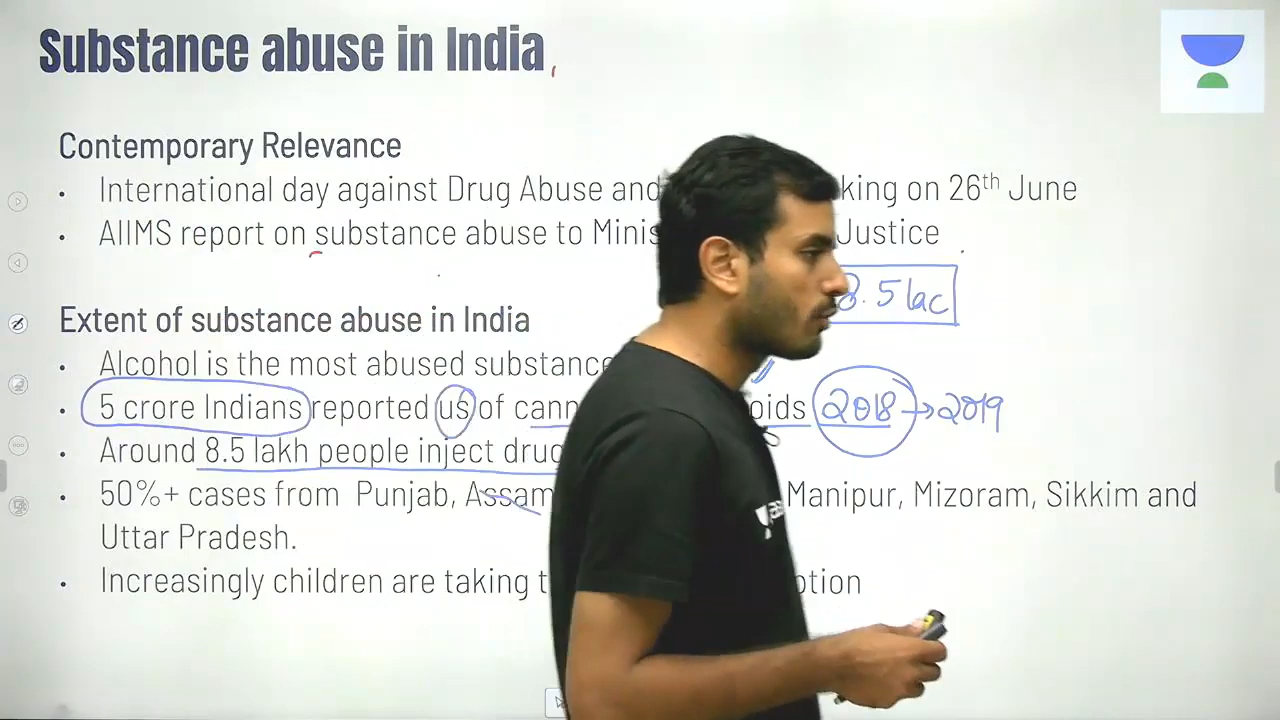 Substance abuse in India
Contemporary Relevance
• International day against Drug Abuse and king on 26th June
• AIIMS report on substance abuse to Minis Justice
8.5 lac
Extent of substance abuse in India
• Alcohol is the most abused substance
• 5 crore Indians reported us of cann oids 2018 → 2019
• Around 8.5 lakh people inject dru
• 50%+ cases from Punjab, Assam Manipur, Mizoram, Sikkim and
Uttar Pradesh.
• Increasingly children are taking t ption